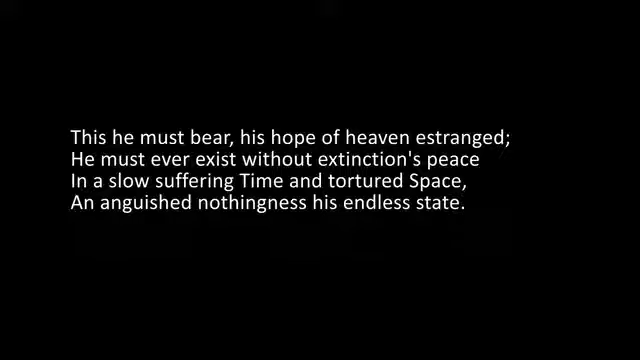 This he must bear, his hope of heaven estranged;
He must ever exist without extinction's peace
In a slow suffering Time and tortured Space,
An anguished nothingness his endless state.